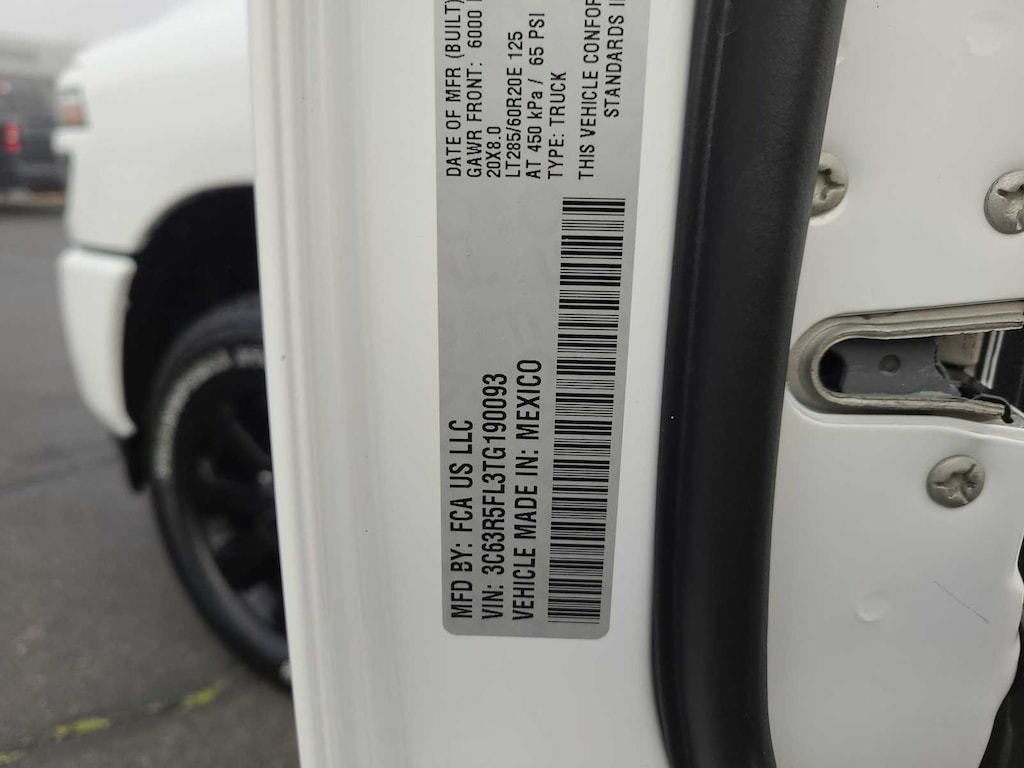 MFD BY: FCA US LLC
VIN: 3C63R5FL3TG190093
VEHICLE MADE IN: MEXICO
DATE OF MFR (BUILT)
GAWR FRONT: 6000
20X8.0
LT285/60R20E 125
AT 450 kPa / 65 PSI
TYPE: TRUCK
THIS VEHICLE CONFOR
STANDARDS I